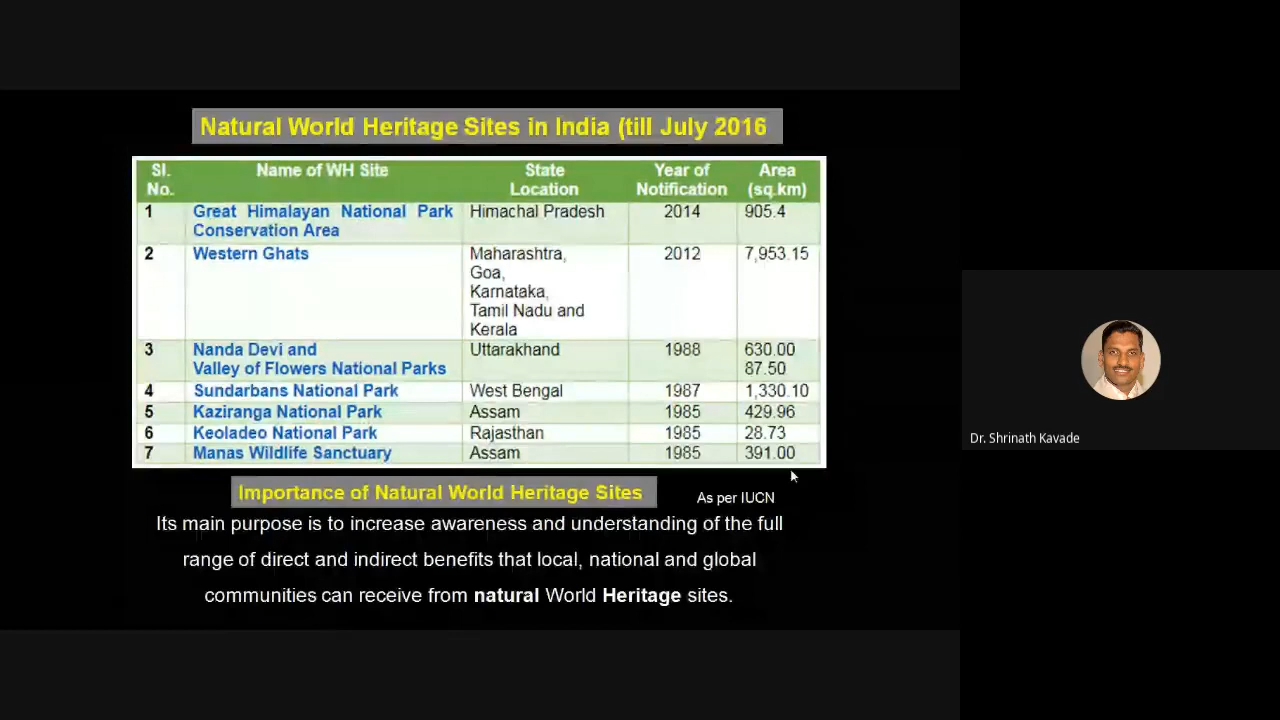 Natural World Heritage Sites in India (till July 2016
Sl. No. Name of WH Site State Location Year of Notification Area (sq.km)
1 Great Himalayan National Park Conservation Area Himachal Pradesh 2014 905.4
2 Western Ghats Maharashtra, Goa, Karnataka, Tamil Nadu and Kerala 2012 7,953.15
3 Nanda Devi and Valley of Flowers National Parks Uttarakhand 1988 630.00 87.50
4 Sundarbans National Park West Bengal 1987 1,330.10
5 Kaziranga National Park Assam 1985 429.96
6 Keoladeo National Park Rajasthan 1985 28.73
7 Manas Wildlife Sanctuary Assam 1985 391.00
Importance of Natural World Heritage Sites
As per IUCN
Its main purpose is to increase awareness and understanding of the full
range of direct and indirect benefits that local, national and global
communities can receive from natural World Heritage sites.
Dr. Shrinath Kavade